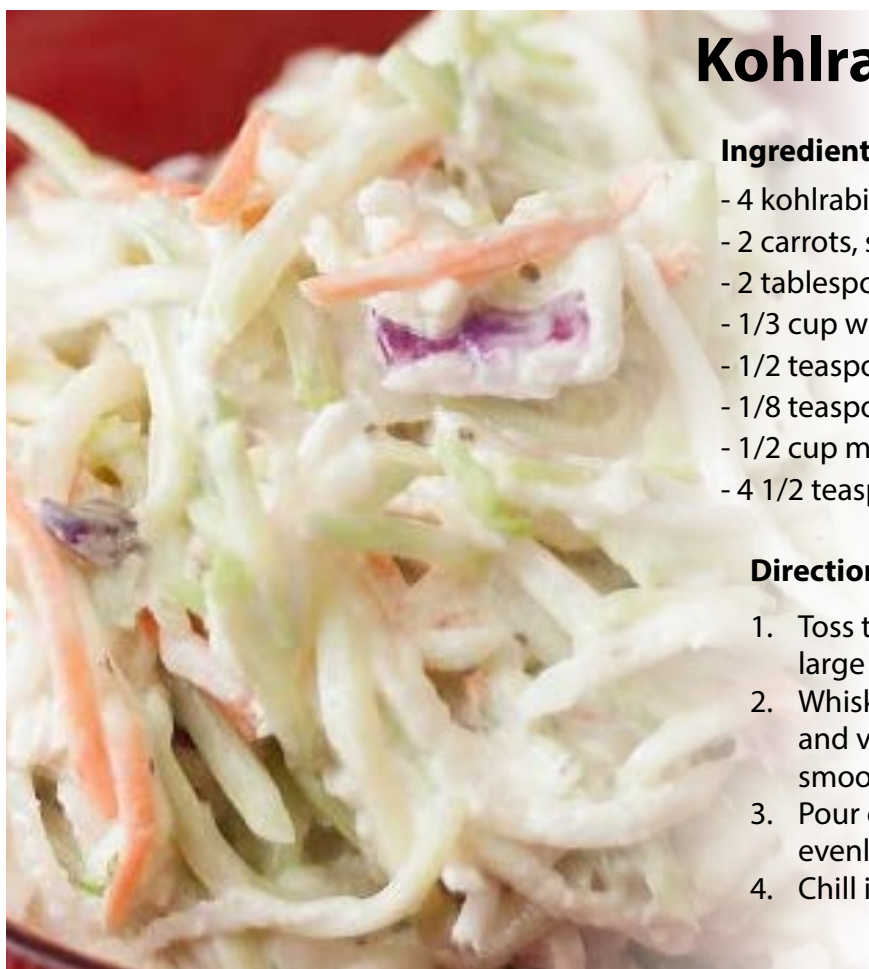 Kohlra
Ingredient
- 4 kohlrabi
- 2 carrots, s
- 2 tablespo
- 1/3 cup w
- 1/2 teaspo
- 1/8 teaspo
- 1/2 cup m
- 4 1/2 teasp
Direction
1. Toss t
large
2. Whisk
and v
smoo
3. Pour
evenl
4. Chill i